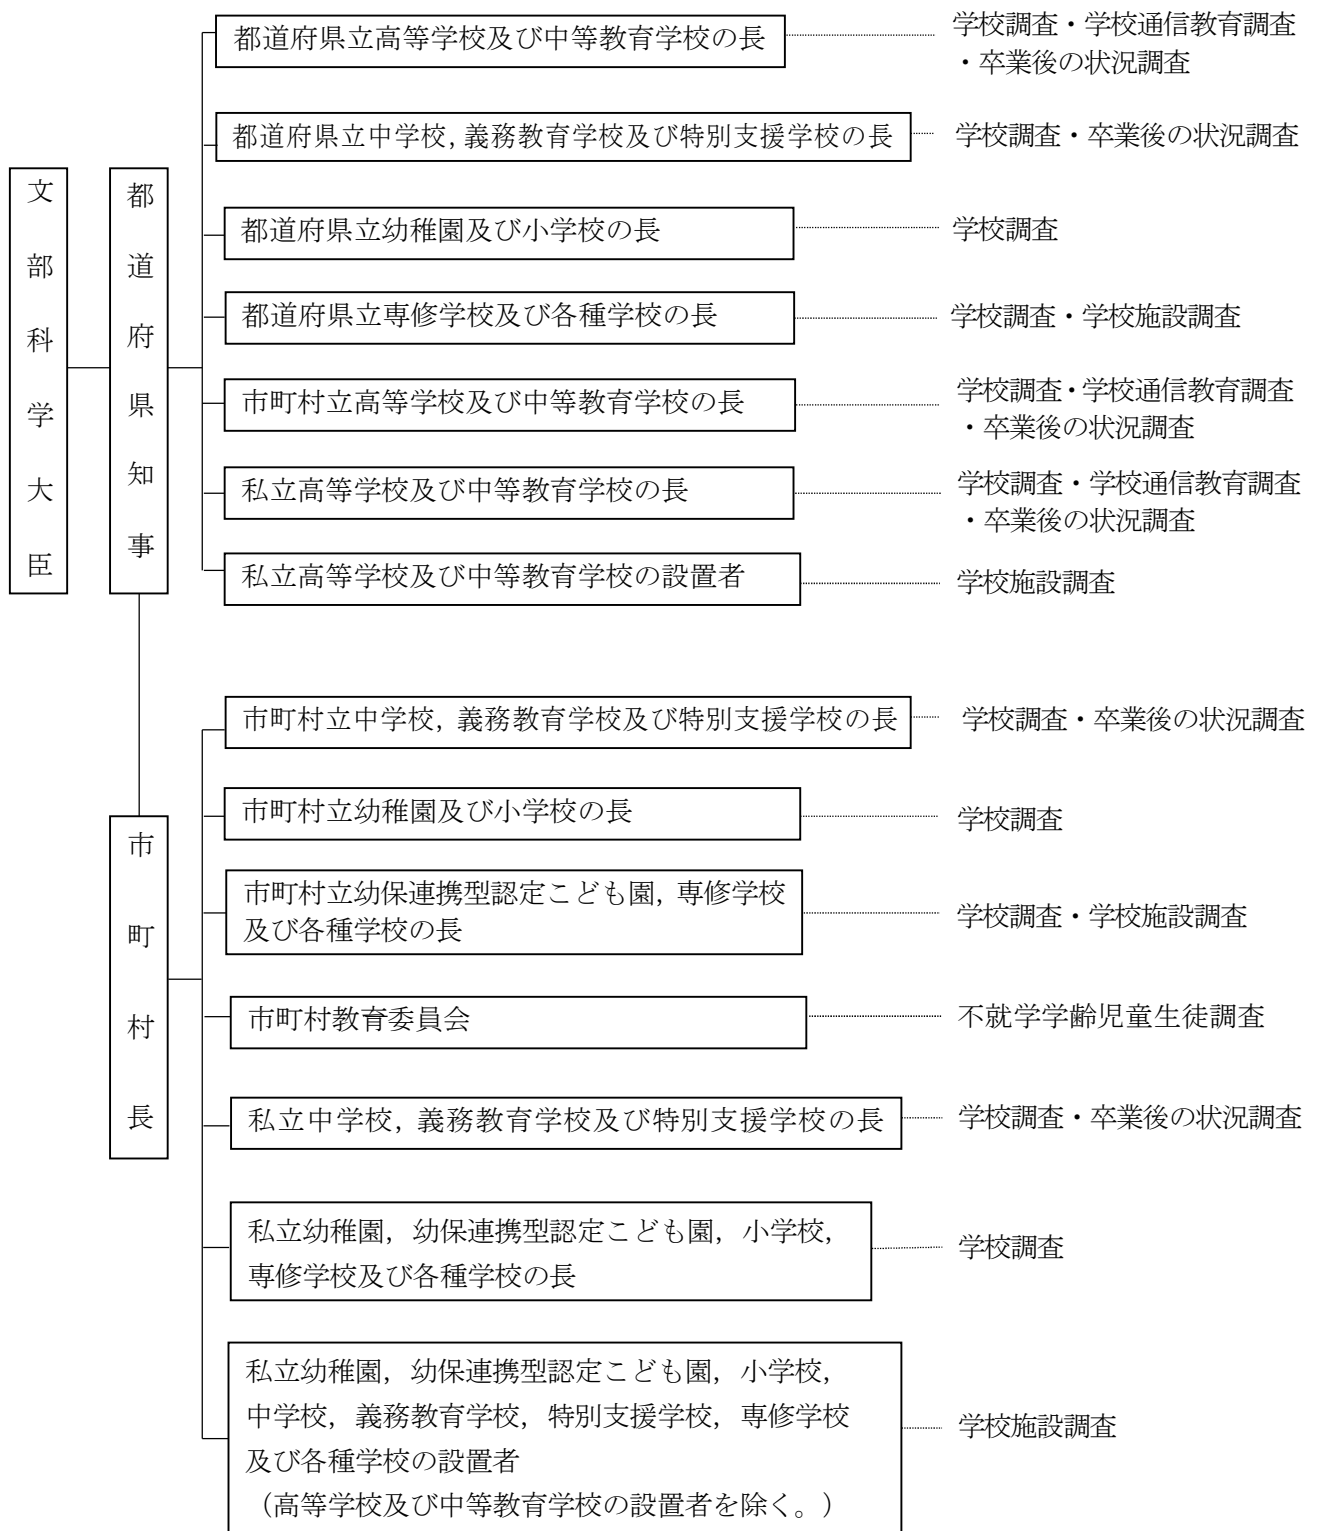 文部科学大臣
都道府県知事
都道府県立高等学校及び中等教育学校の長
学校調査・学校通信教育調査
・卒業後の状況調査
都道府県立中学校,義務教育学校及び特別支援学校の長
学校調査・卒業後の状況調査
都道府県立幼稚園及び小学校の長
学校調査
都道府県立専修学校及び各種学校の長
学校調査・学校施設調査
市町村立高等学校及び中等教育学校の長
学校調査・学校通信教育調査
・卒業後の状況調査
私立高等学校及び中等教育学校の長
学校調査・学校通信教育調査
・卒業後の状況調査
私立高等学校及び中等教育学校の設置者
学校施設調査
市町村長
市町村立中学校,義務教育学校及び特別支援学校の長
学校調査・卒業後の状況調査
市町村立幼稚園及び小学校の長
学校調査
市町村立幼保連携型認定こども園,専修学校
及び各種学校の長
学校調査・学校施設調査
市町村教育委員会
不就学学齢児童生徒調査
私立中学校,義務教育学校及び特別支援学校の長
学校調査・卒業後の状況調査
私立幼稚園,幼保連携型認定こども園,小学校,
専修学校及び各種学校の長
学校調査
私立幼稚園,幼保連携型認定こども園,小学校,
中学校,義務教育学校,特別支援学校,専修学校
及び各種学校の設置者
(高等学校及び中等教育学校の設置者を除く。)
学校施設調査